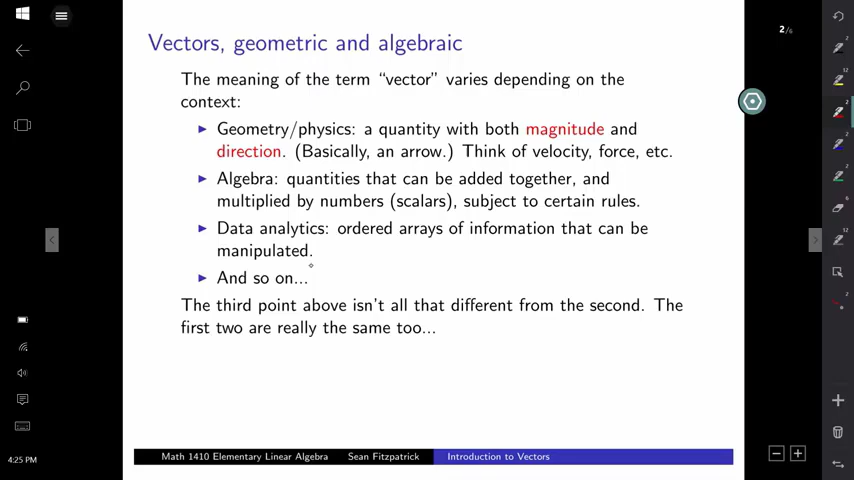 2/6
Vectors, geometric and algebraic
The meaning of the term “vector” varies depending on the
context:
▶ Geometry/physics: a quantity with both magnitude and
direction. (Basically, an arrow.) Think of velocity, force, etc.
▶ Algebra: quantities that can be added together, and
multiplied by numbers (scalars), subject to certain rules.
▶ Data analytics: ordered arrays of information that can be
manipulated.
▶ And so on...
The third point above isn’t all that different from the second. The
first two are really the same too...
Math 1410 Elementary Linear Algebra Sean Fitzpatrick Introduction to Vectors
4:25 PM